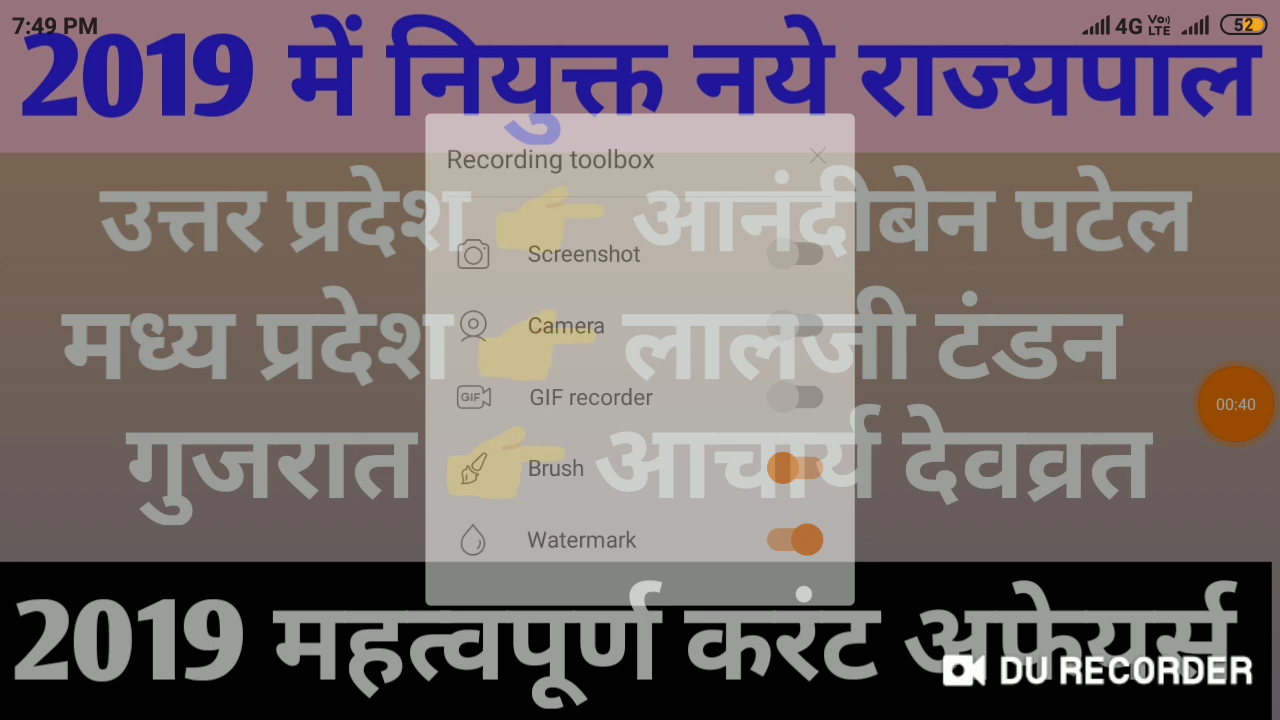 7:49 PM
4G Vo)) LTE 52
2019 में नियुक्त नये राज्यपाल
Recording toolbox
उत्तर प्रदेश 👉 आनंदीबेन पटेल
Screenshot
मध्य प्रदेश 👉 लालजी टंडन
Camera
GIF GIF recorder
00:40
गुजरात 👉 आचार्य देवव्रत
Brush
Watermark
2019 महत्वपूर्ण करंट अफेयर्स
DU RECORDER